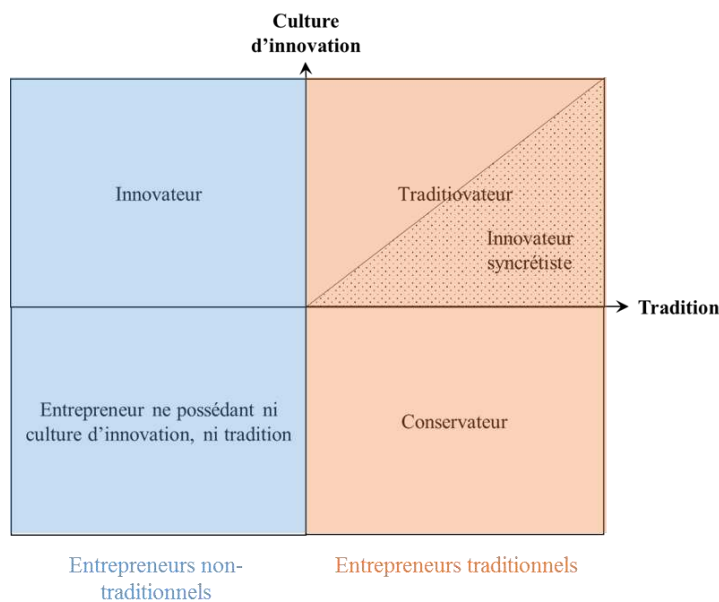 Culture
d’innovation
Innovateur
Traditiovateur
Innovateur
syncrétiste
Tradition
Entrepreneur ne possédant ni
culture d’innovation, ni tradition
Conservateur
Entrepreneurs non-
traditionnels
Entrepreneurs traditionnels